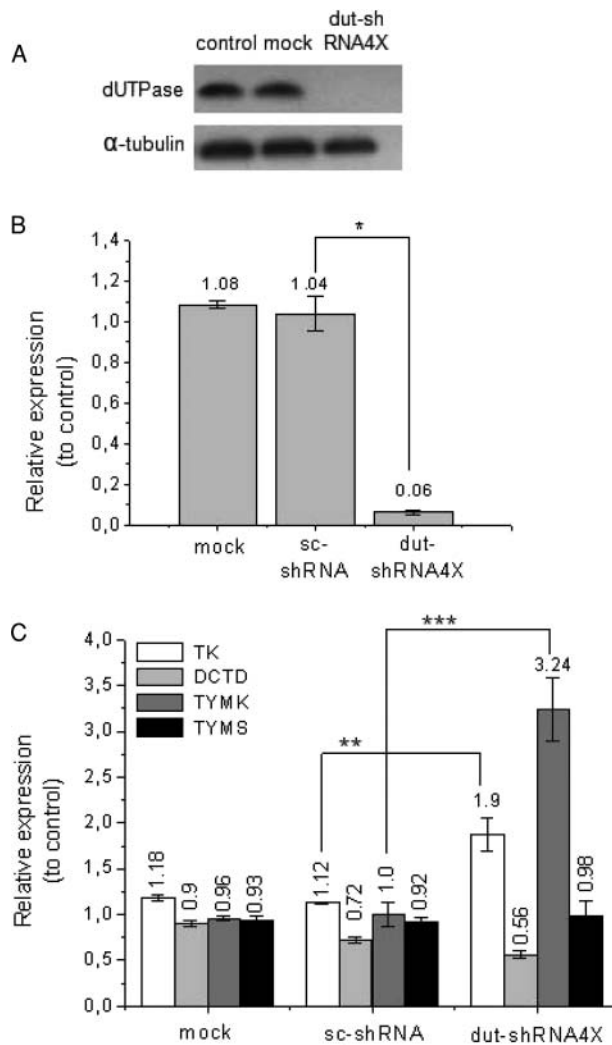 A
control mock dut-sh
RNA4X
dUTPase
α-tubulin
B
Relative expression
(to control)
1,4
1,2
1,0
0,8
0,6
0,4
0,2
0,0
1.08
1.04
*
0.06
mock
sc-
shRNA
dut-
shRNA4X
C
Relative expression
(to control)
4,0
3,5
3,0
2,5
2,0
1,5
1,0
0,5
0,0
TK
DCTD
TYMK
TYMS
***
**
1.18
0.9
0.96
0.93
1.12
0.72
1.0
0.92
1.9
0.56
3.24
0.98
mock
sc-shRNA
dut-shRNA4X